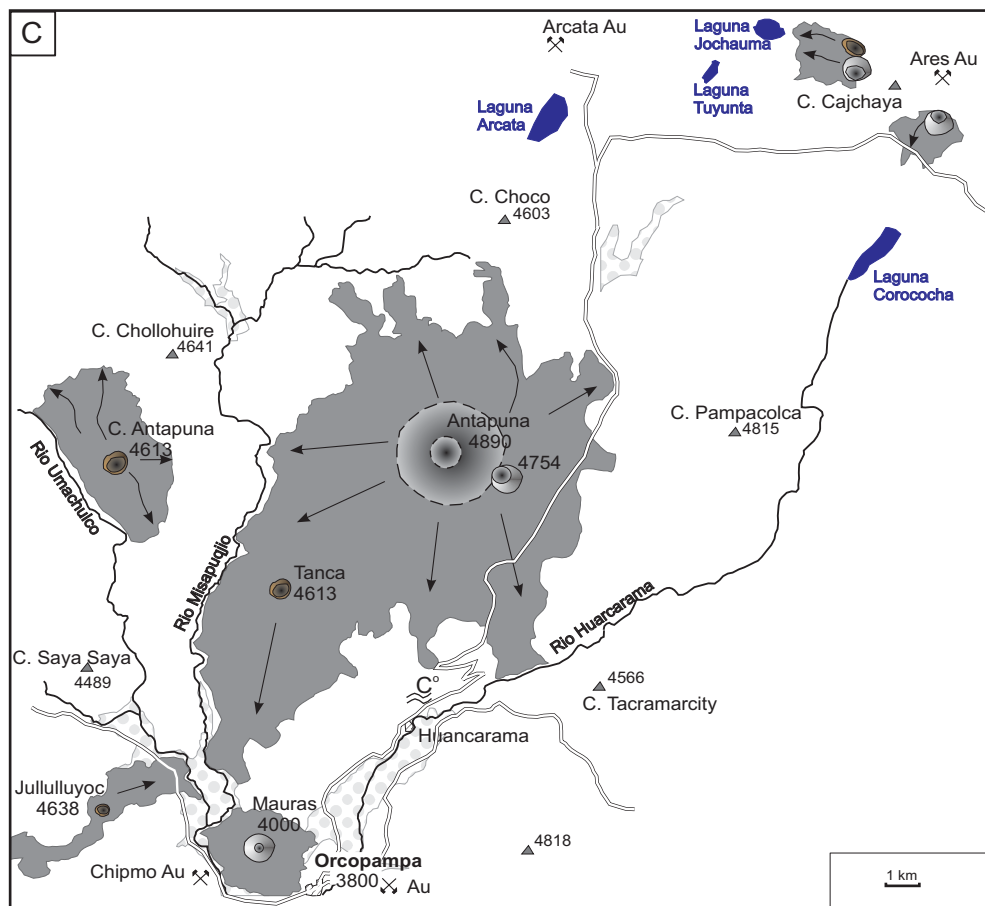 C
Arcata Au
Laguna
Jochauma
Ares Au
Laguna
Tuyunta
C. Cajchaya
Laguna
Arcata
C. Choco
4603
Laguna
Corococha
C. Chollohuire
4641
C. Antapuna
4613
Antapuna
4890
4754
C. Pampacolca
4815
Rio Umachulco
Rio Misapuqio
Tanca
4613
Rio Huarcarama
C. Saya Saya
4489
C°
4566
C. Tacramarcity
Huancarama
Jullulluyoc
4638
Mauras
4000
4818
Chipmo Au
Orcopampa
3800
Au
1 km